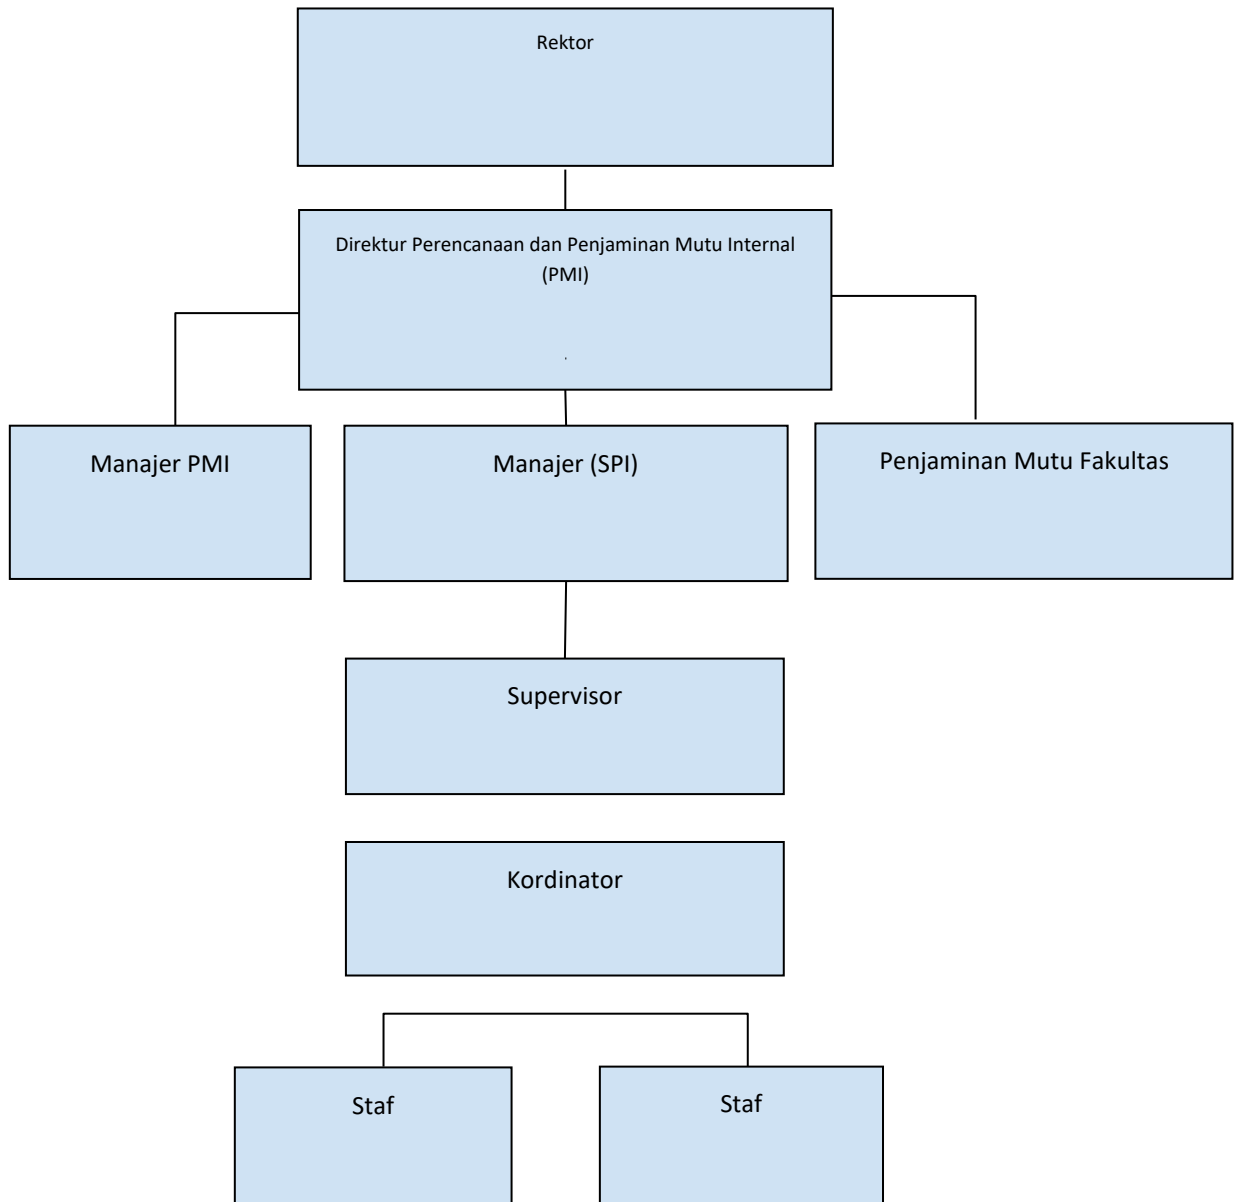 Rektor
Direktur Perencanaan dan Penjaminan Mutu Internal
(PMI)
.
Manajer PMI
Manajer (SPI)
Penjaminan Mutu Fakultas
Supervisor
Kordinator
Staf
Staf